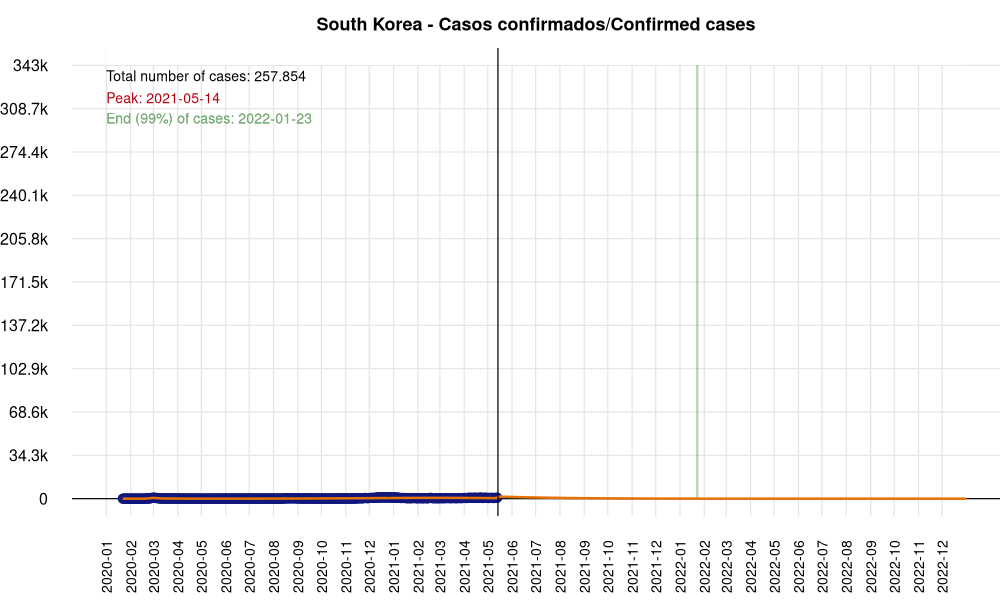 South Korea - Casos confirmados/Confirmed cases
343k
308.7k
274.4k
240.1k
205.8k
171.5k
137.2k
102.9k
68.6k
34.3k
0
Total number of cases: 257.854
Peak: 2021-05-14
End (99%) of cases: 2022-01-23
2020-01
2020-02
2020-03
2020-04
2020-05
2020-06
2020-07
2020-08
2020-09
2020-10
2020-11
2020-12
2021-01
2021-02
2021-03
2021-04
2021-05
2021-06
2021-07
2021-08
2021-09
2021-10
2021-11
2021-12
2022-01
2022-02
2022-03
2022-04
2022-05
2022-06
2022-07
2022-08
2022-09
2022-10
2022-11
2022-12